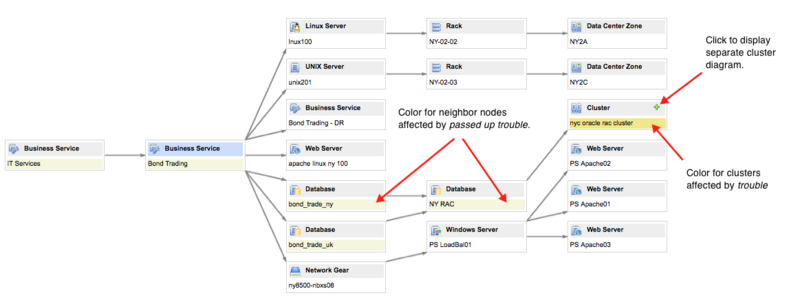 Business Service
IT Services
Business Service
Bond Trading
Linux Server
lnux100
UNIX Server
unix201
Business Service
Bond Trading - DR
Web Server
apache linux ny 100
Database
bond_trade_ny
Database
bond_trade_uk
Network Gear
ny8500-nbxs08
Rack
NY-02-02
Rack
NY-02-03
Color for neighbor nodes
affected by passed up trouble.
Database
NY RAC
Windows Server
PS LoadBal01
Data Center Zone
NY2A
Data Center Zone
NY2C
Cluster
nyc oracle rac cluster
Web Server
PS Apache02
Web Server
PS Apache01
Web Server
PS Apache03
Click to display
separate cluster
diagram.
Color for clusters
affected by trouble